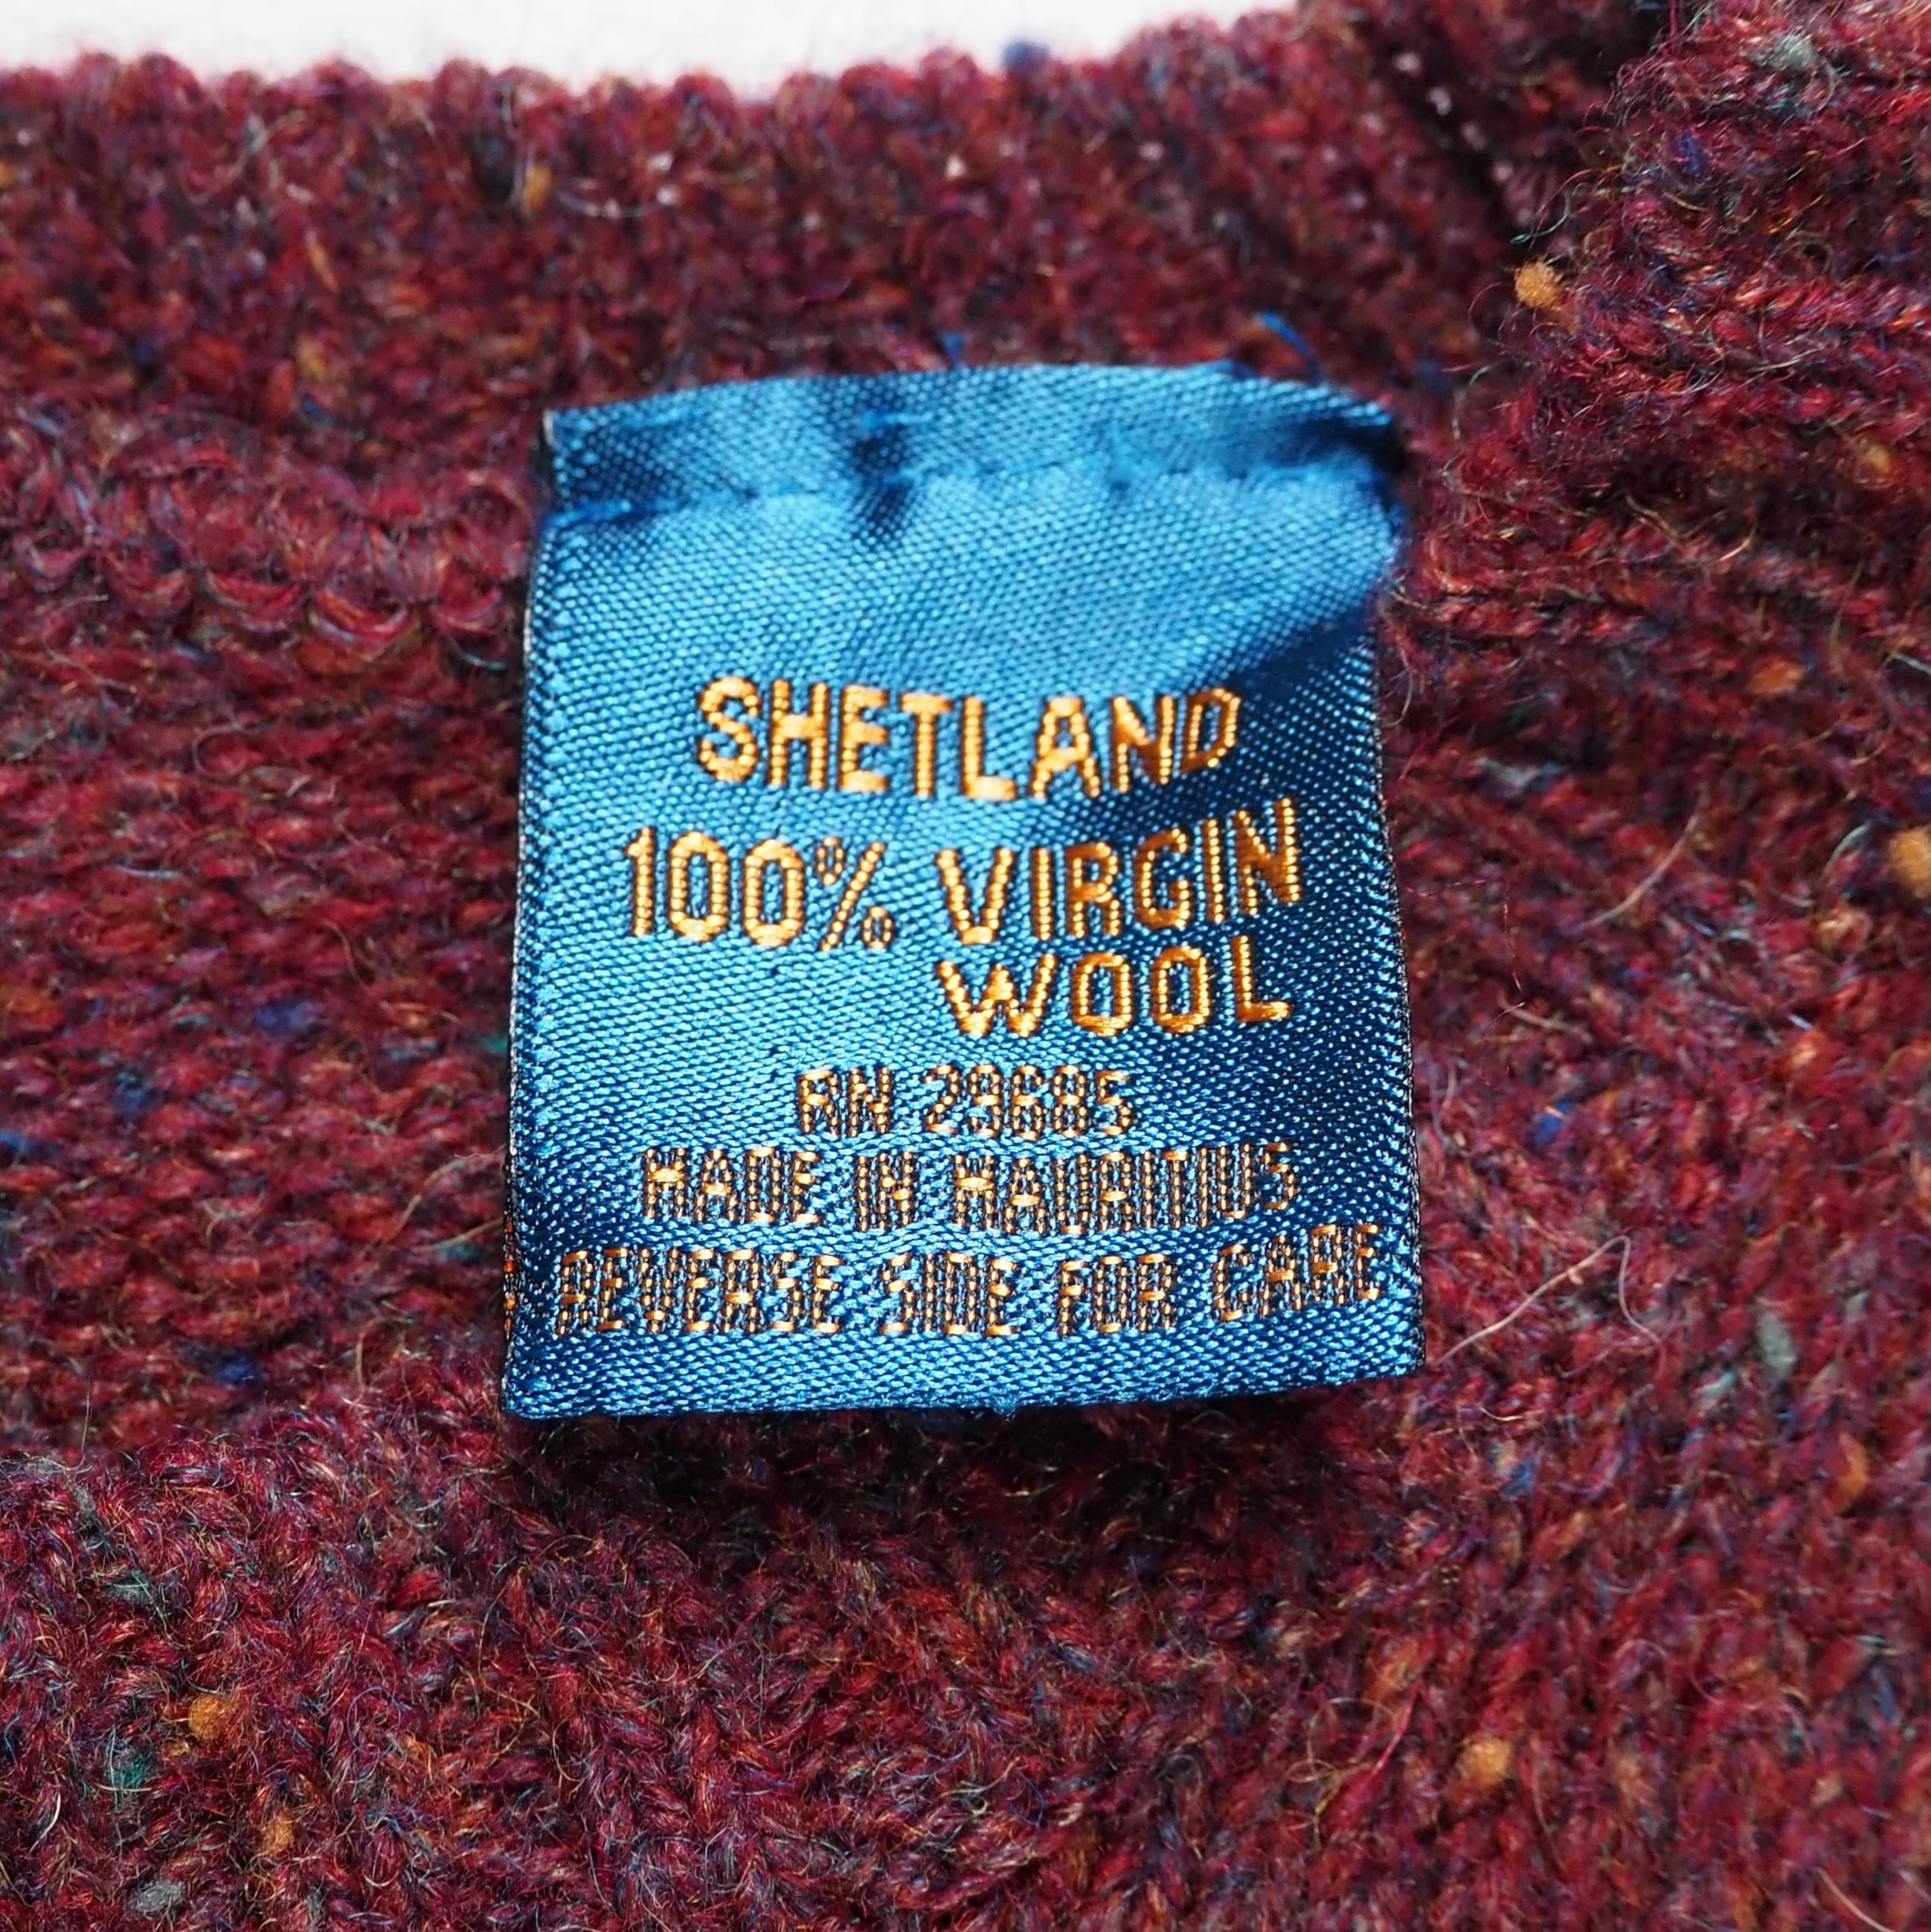 SHETLAND
100% VIRGIN
WOOL
RN 29685
MADE IN MAURITIUS
REVERSE SIDE FOR CARE